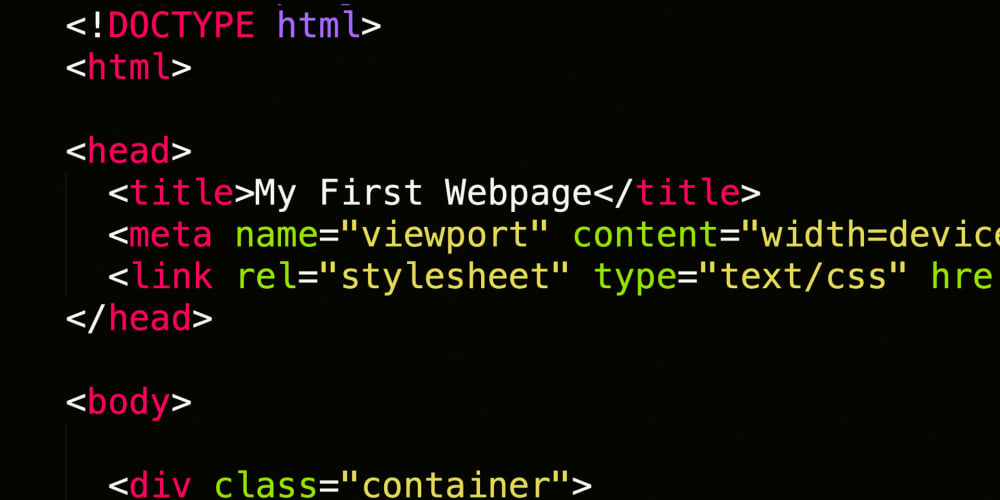 <!DOCTYPE html>
<html>
<head>
<title>My First Webpage</title>
<meta name="viewport" content="width=device
<link rel="stylesheet" type="text/css" hre
</head>
<body>
<div class="container">